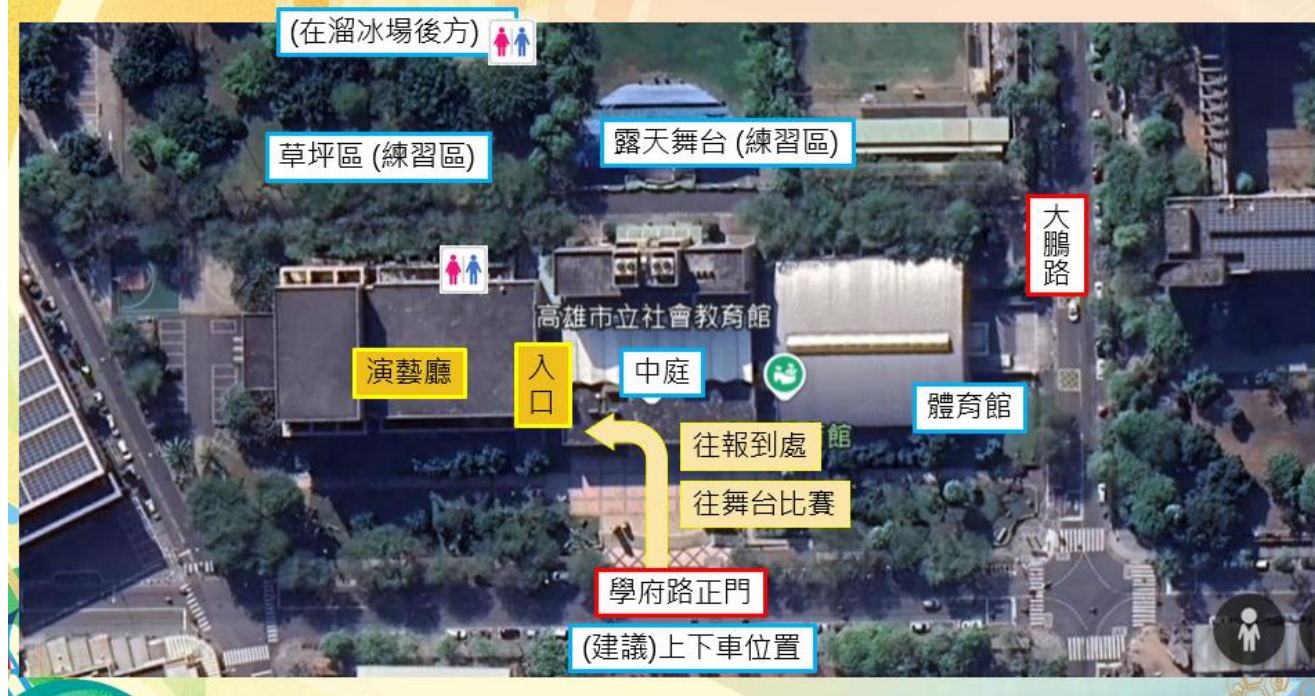 (在溜冰場後方)
草坪區 (練習區)
露天舞台 (練習區)
大鵬路
高雄市立社會教育館
演藝廳
入口
中庭
體育館
往報到處
館
往舞台比賽
學府路正門
(建議)上下車位置